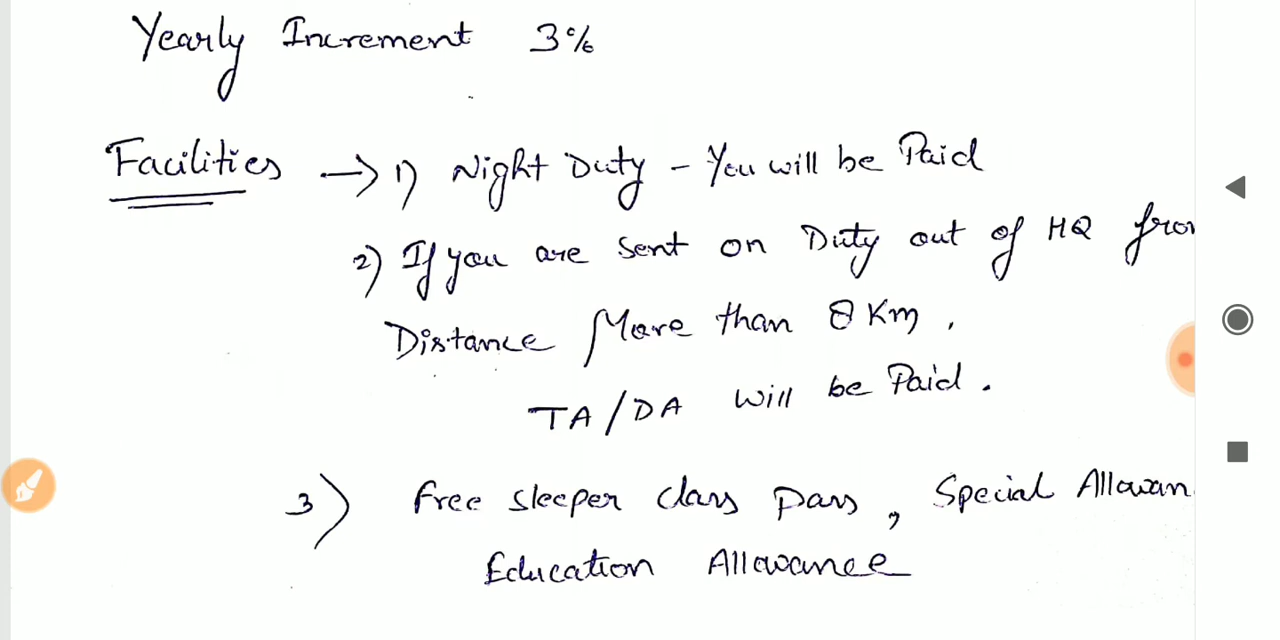 Yearly Increment 3%
Facilities → 1) Night Duty - You will be Paid
2) If you are sent on Duty out of HQ fro
Distance More than 8 Km.
TA/DA will be Paid.
3) free sleeper class pass, Special Allowan
Education Allowance